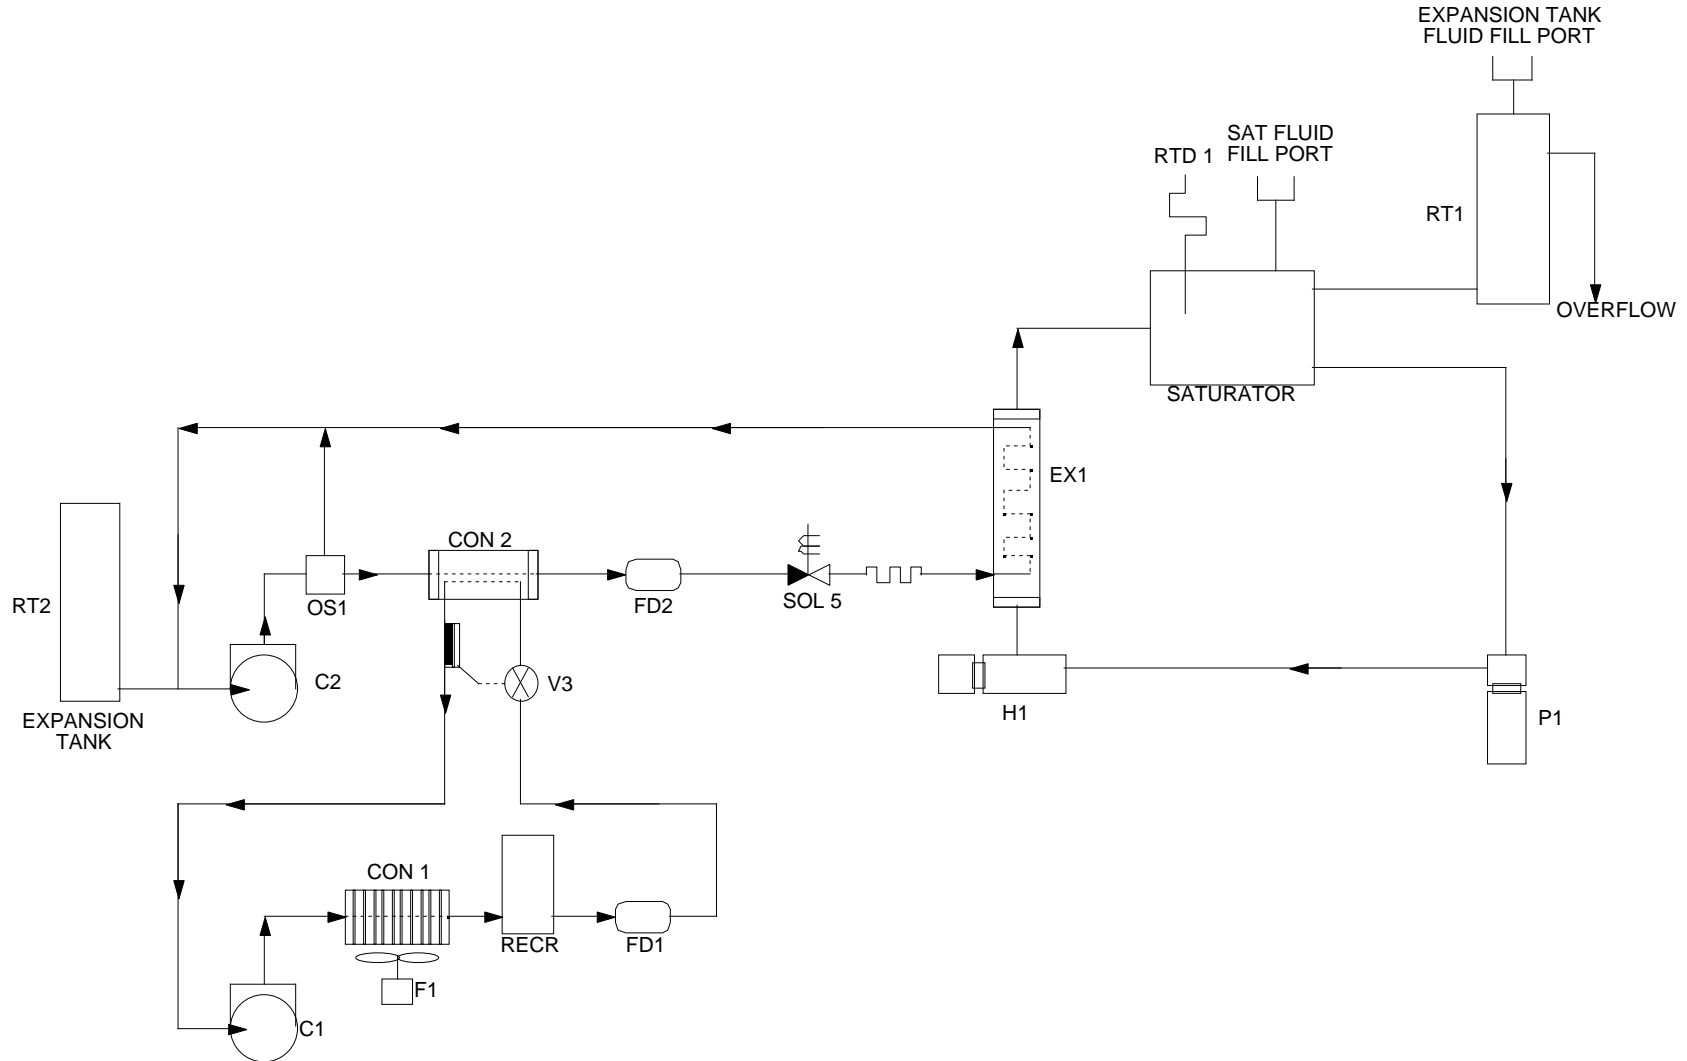 EXPANSION TANK
FLUID FILL PORT
SAT FLUID
FILL PORT
RTD 1
RT1
OVERFLOW
SATURATOR
EX1
CON 2
RT2
OS1
FD2
SOL 5
C2
V3
H1
P1
EXPANSION
TANK
CON 1
RECR
FD1
F1
C1